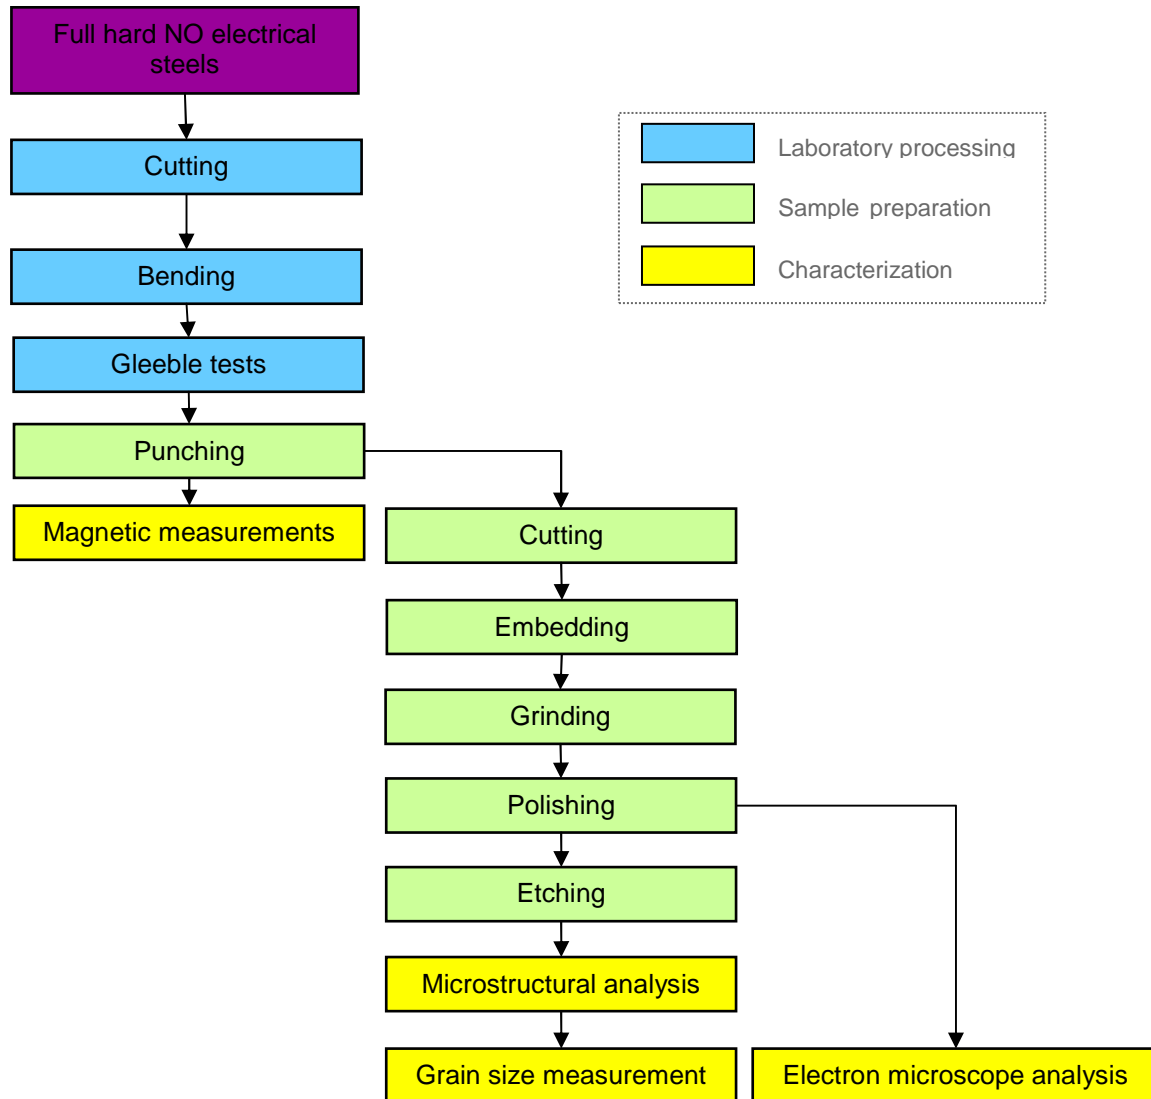 Full hard NO electrical
steels
Cutting
Bending
Gleeble tests
Punching
Magnetic measurements
Laboratory processing
Sample preparation
Characterization
Cutting
Embedding
Grinding
Polishing
Etching
Microstructural analysis
Grain size measurement
Electron microscope analysis